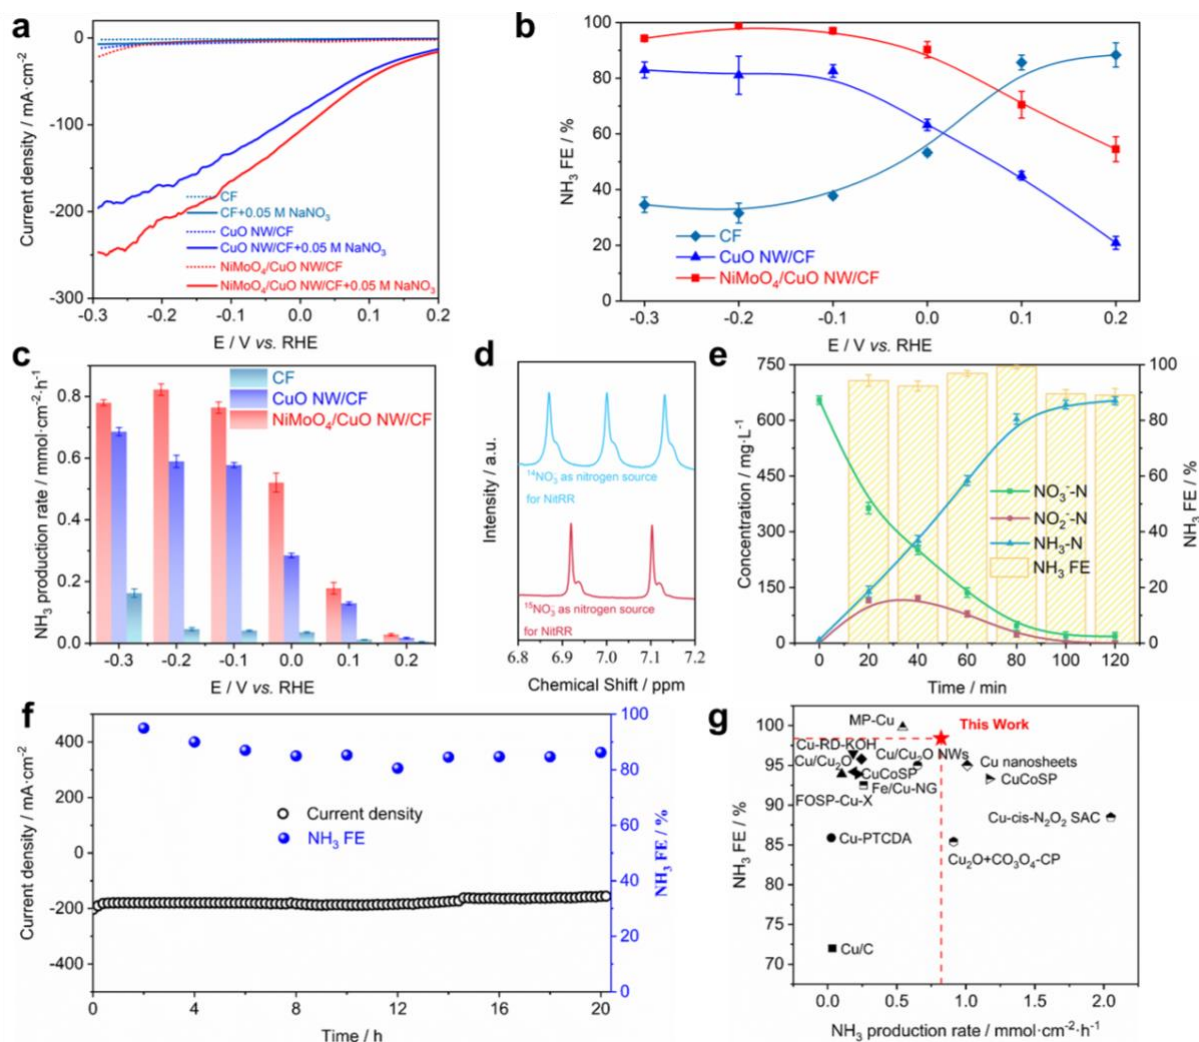 a
Current density / mA·cm⁻²
0
-100
-200
-300
-0.3
-0.2
-0.1
0.0
0.1
0.2
E / V vs. RHE
CF
CF+0.05 M NaNO₃
CuO NW/CF
CuO NW/CF+0.05 M NaNO₃
NiMoO₄/CuO NW/CF
NiMoO₄/CuO NW/CF+0.05 M NaNO₃
b
NH₃ FE / %
100
80
60
40
20
0
-0.3
-0.2
-0.1
0.0
0.1
0.2
E / V vs. RHE
CF
CuO NW/CF
NiMoO₄/CuO NW/CF
c
NH₃ production rate / mmol·cm⁻²·h⁻¹
0.8
0.6
0.4
0.2
0.0
-0.3
-0.2
-0.1
0.0
0.1
0.2
E / V vs. RHE
CF
CuO NW/CF
NiMoO₄/CuO NW/CF
d
Intensity / a.u.
¹⁴NO₃⁻ as nitrogen source
for NitRR
¹⁵NO₃⁻ as nitrogen source
for NitRR
6.8
6.9
7.0
7.1
7.2
Chemical Shift / ppm
e
Concentration / mg·L⁻¹
750
600
450
300
150
0
0
20
40
60
80
100
120
Time / min
NO₃⁻-N
NO₂⁻-N
NH₃-N
NH₃ FE
100
80
60
40
20
0
NH₃ FE / %
f
Current density / mA·cm⁻²
400
200
0
-200
-400
0
4
8
12
16
20
Time / h
Current density
NH₃ FE
100
80
60
40
20
0
NH₃ FE / %
g
NH₃ FE / %
100
95
90
85
80
75
70
0.0
0.5
1.0
1.5
2.0
NH₃ production rate / mmol·cm⁻²·h⁻¹
MP-Cu
This Work
Cu-RD-KOH
Cu/Cu₂O NWs
Cu nanosheets
Cu/Cu₂O
CuCoSP
CuCoSP
Fe/Cu-NG
FOSP-Cu-X
Cu-cis-N₂O₂ SAC
Cu-PTCDA
Cu₂O+CO₃O₄-CP
Cu/C